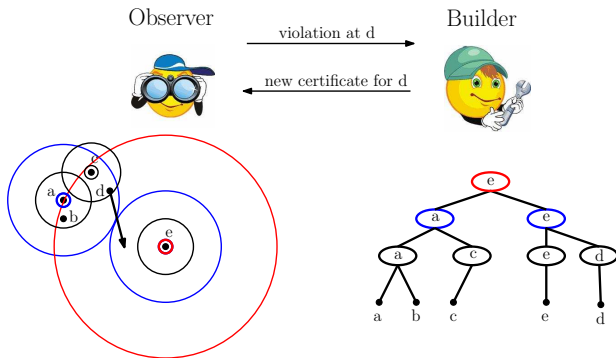 Observer
Builder
violation at d
new certificate for d
c
a
d
b
e
e
a
e
a
c
e
d
a
b
c
e
d